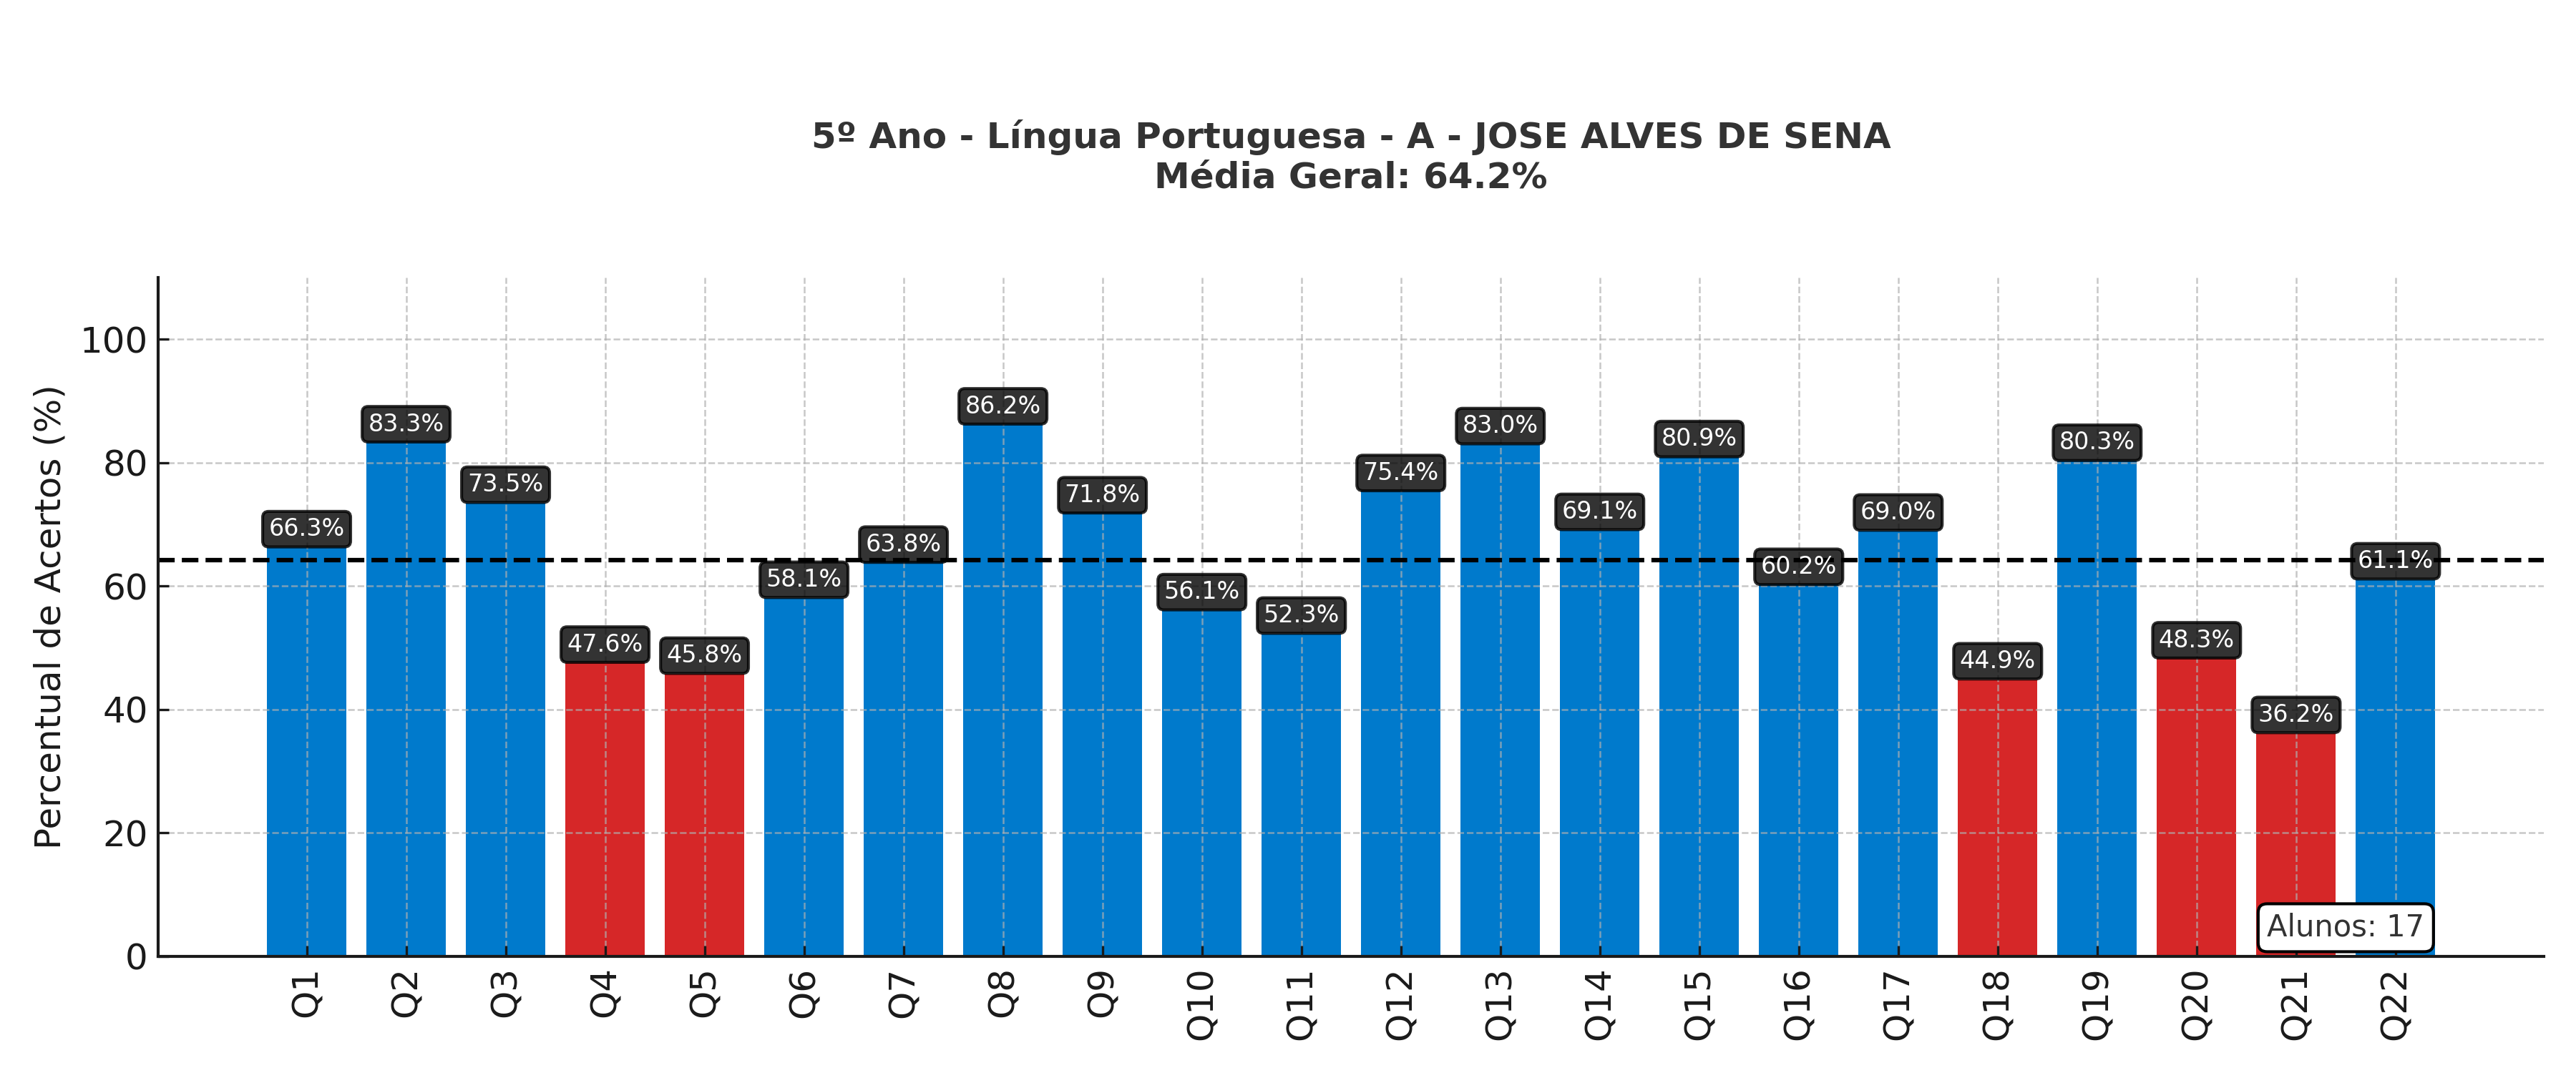 5º Ano - Língua Portuguesa - A - JOSE ALVES DE SENA
Média Geral: 64.2%
Percentual de Acertos (%)
100
80
60
40
20
0
66.3%
83.3%
73.5%
47.6%
45.8%
58.1%
63.8%
86.2%
71.8%
56.1%
52.3%
75.4%
83.0%
69.1%
80.9%
60.2%
69.0%
44.9%
80.3%
48.3%
36.2%
61.1%
Alunos: 17
Q1
Q2
Q3
Q4
Q5
Q6
Q7
Q8
Q9
Q10
Q11
Q12
Q13
Q14
Q15
Q16
Q17
Q18
Q19
Q20
Q21
Q22